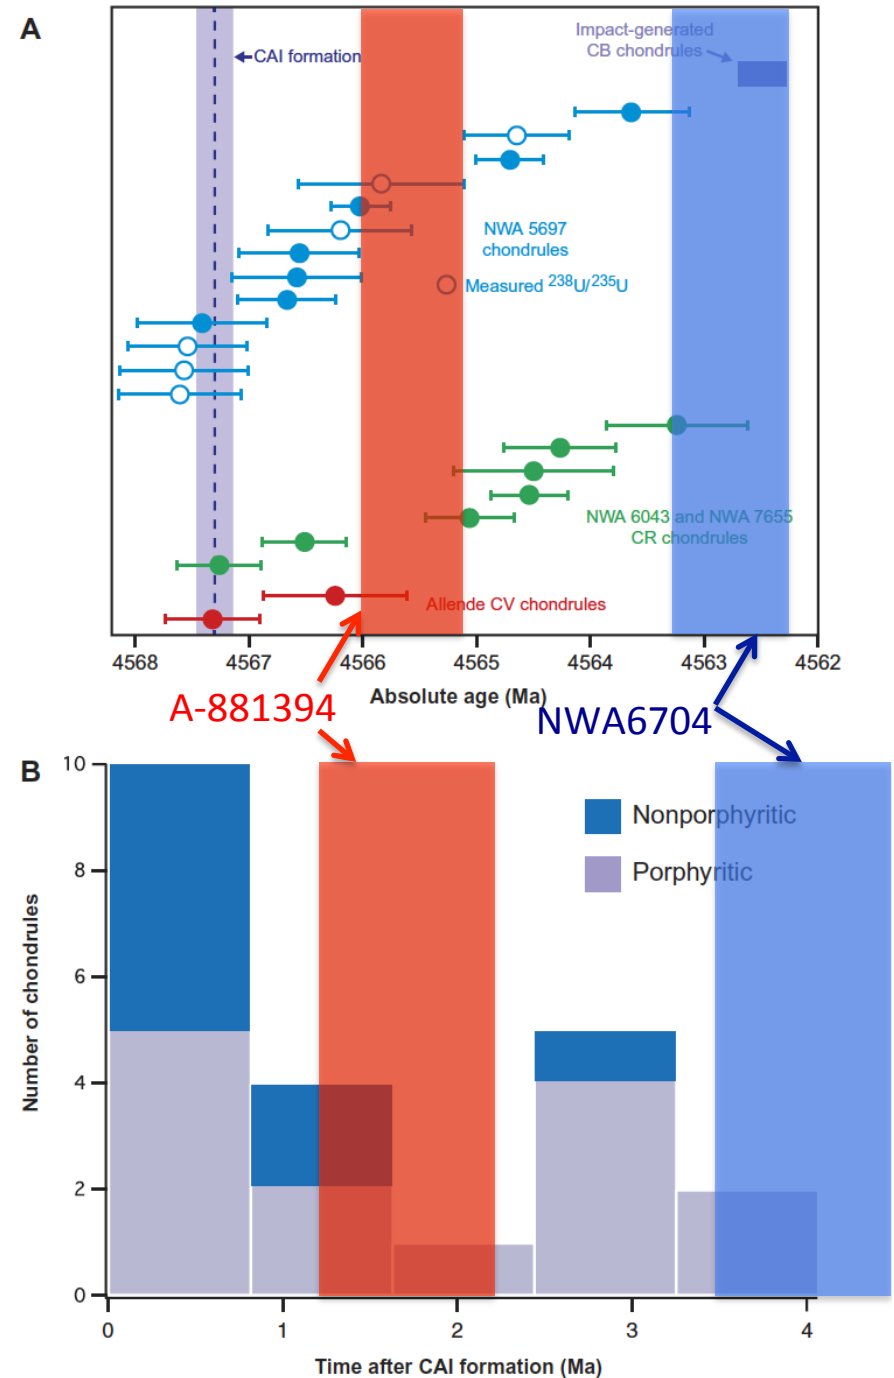 A
CAI formation
Impact-generated
CB chondrules
NWA 5697
chondrules
Measured ²³⁸U/²³⁵U
NWA 6043 and NWA 7655
CR chondrules
Allende CV chondrules
4568 4567 4566 4565 4564 4563 4562
Absolute age (Ma)
A-881394
NWA6704
B
10
8
6
4
2
0
Number of chondrules
Nonporphyritic
Porphyritic
0 1 2 3 4
Time after CAI formation (Ma)